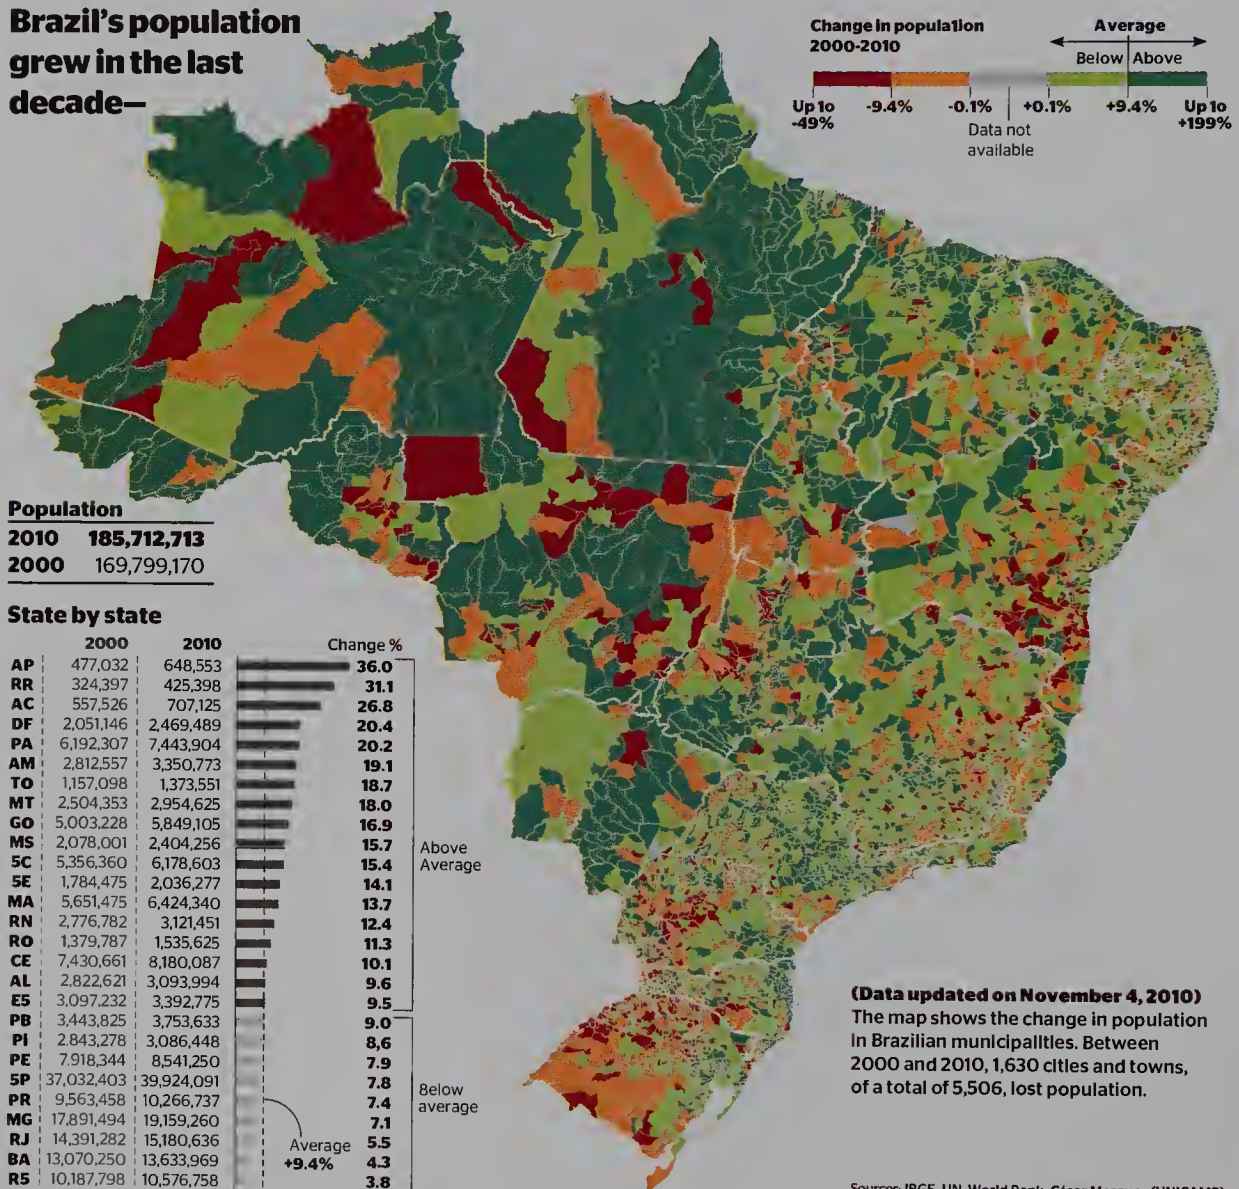 Brazil's population
grew in the last
decade—
Change in population
2000-2010
Average
Below Above
Up to
-49%
-9.4%
-0.1%
+0.1%
+9.4%
Up to
+199%
Data not
available
Population
2010 185,712,713
2000 169,799,170
State by state
2000 2010 Change %
AP 477,032 648,553 36.0
RR 324,397 425,398 31.1
AC 557,526 707,125 26.8
DF 2,051,146 2,469,489 20.4
PA 6,192,307 7,443,904 20.2
AM 2,812,557 3,350,773 19.1
TO 1,157,098 1,373,551 18.7
MT 2,504,353 2,954,625 18.0
GO 5,003,228 5,849,105 16.9
MS 2,078,001 2,404,256 15.7
SC 5,356,360 6,178,603 15.4
SE 1,784,475 2,036,277 14.1
MA 5,651,475 6,424,340 13.7
RN 2,776,782 3,121,451 12.4
RO 1,379,787 1,535,625 11.3
CE 7,430,661 8,180,087 10.1
AL 2,822,621 3,093,994 9.6
ES 3,097,232 3,392,775 9.5
Above
Average
PB 3,443,825 3,753,633 9.0
PI 2.843,278 3,086,448 8,6
PE 7.918,344 8,541,250 7.9
SP 37,032,403 39,924,091 7.8
PR 9,563,458 10,266,737 7.4
MG 17,891,494 19,159,260 7.1
RJ 14,391,282 15,180,636 5.5
BA 13,070,250 13,633,969 4.3
RS 10,187,798 10,576,758 3.8
Below
average
Average
+9.4%
(Data updated on November 4, 2010)
The map shows the change in population
in Brazilian municipalities. Between
2000 and 2010, 1,630 cities and towns,
of a total of 5,506, lost population.
Sources: IBGE, UN, World Bank, César